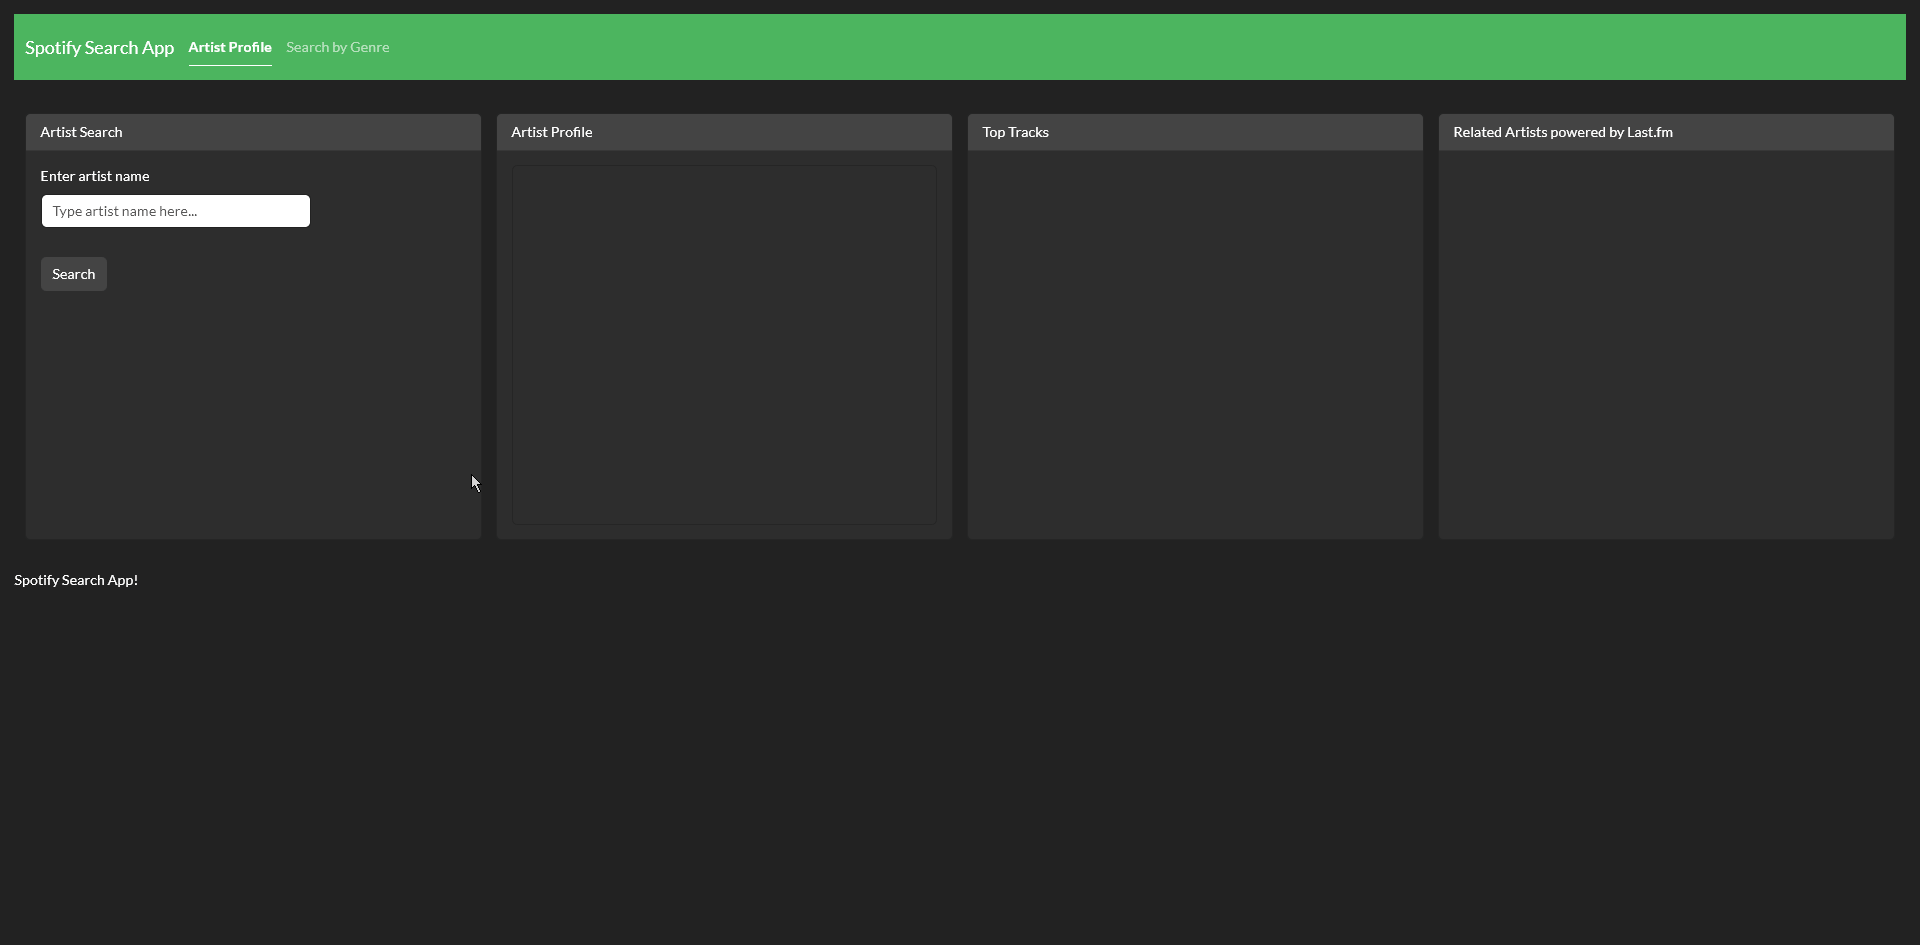 Spotify Search App Artist Profile Search by Genre
Artist Search
Enter artist name
Type artist name here...
Search
Artist Profile
Top Tracks
Related Artists powered by Last.fm
Spotify Search App!